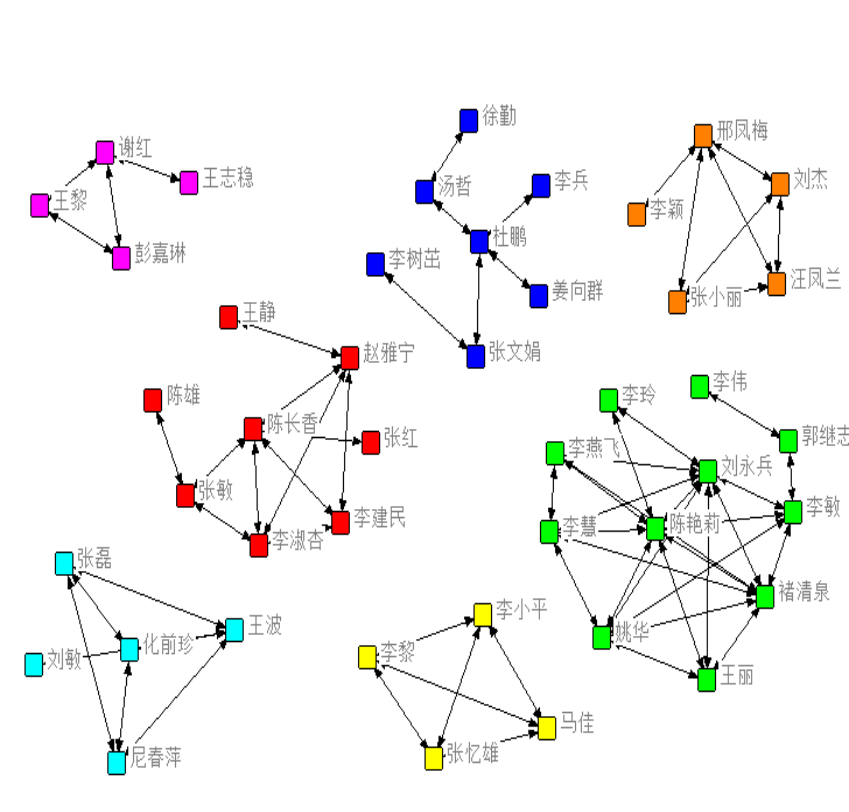 徐勤
邢凤梅
谢红
王志稳
汤哲
李兵
刘杰
王黎
李颖
杜鹏
彭嘉琳
李树茁
姜向群
汪凤兰
张小丽
王静
赵雅宁
张文娟
陈雄
李玲
李伟
陈长香
张红
李燕飞
刘永兵
郭继志
张敏
李慧
陈艳莉
李敏
李淑杏
李建民
张磊
褚清泉
刘敏
化前珍
王波
李小平
姚华
李黎
王丽
尼春萍
张忆雄
马佳